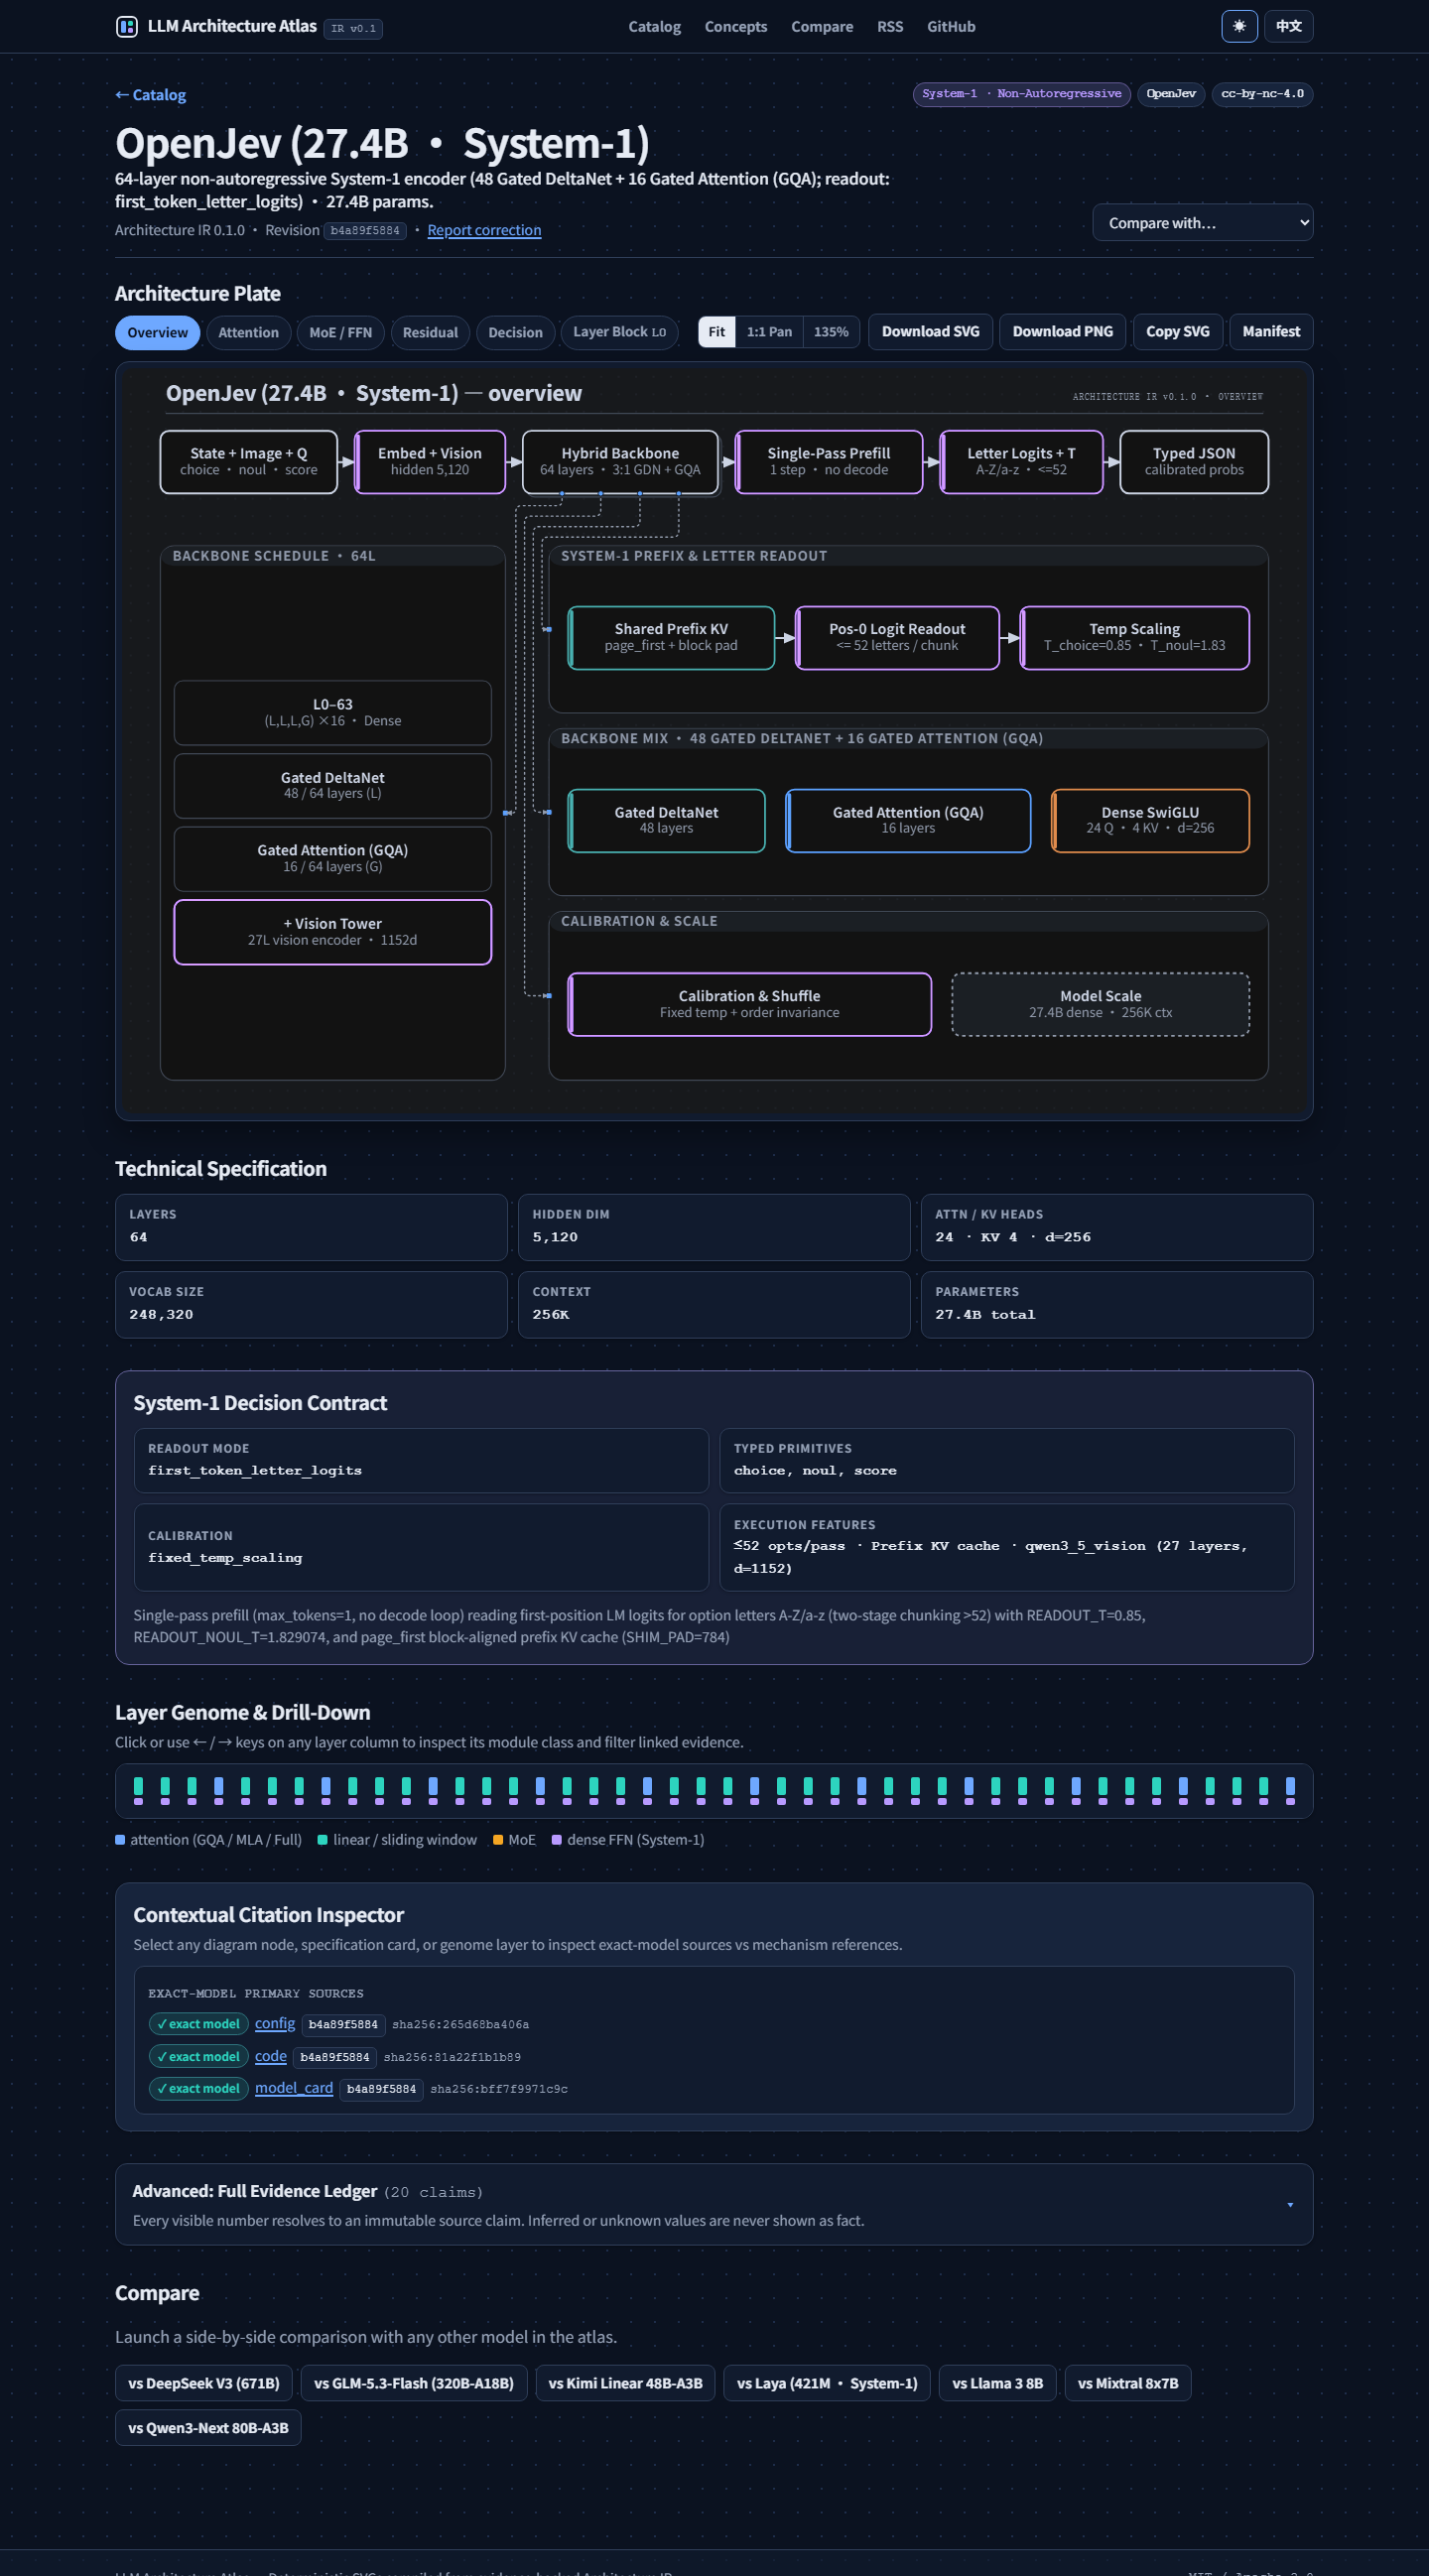 LLM Architecture Atlas IR v0.1
Catalog Concepts Compare RSS GitHub
中文
← Catalog
System-1 · Non-Autoregressive OpenJev cc-by-nc-4.0
OpenJev (27.4B • System-1)
64-layer non-autoregressive System-1 encoder (48 Gated DeltaNet + 16 Gated Attention (GQA); readout:
first_token_letter_logits) • 27.4B params.
Architecture IR 0.1.0 • Revision b4a89f5884 • Report correction
Compare with...
Architecture Plate
Overview Attention MoE / FFN Residual Decision Layer Block L0 Fit 1:1 Pan 135% Download SVG Download PNG Copy SVG Manifest
OpenJev (27.4B • System-1) — overview
ARCHITECTURE IR v0.1.0 • OVERVIEW
State + Image + Q
choice • noul • score
Embed + Vision
hidden 5,120
Hybrid Backbone
64 layers • 3:1 GDN + GQA
Single-Pass Prefill
1 step • no decode
Letter Logits + T
A-Z/a-z • <=52
Typed JSON
calibrated probs
BACKBONE SCHEDULE • 64L
L0–63
(L,L,L,G) ×16 • Dense
Gated DeltaNet
48 / 64 layers (L)
Gated Attention (GQA)
16 / 64 layers (G)
+ Vision Tower
27L vision encoder • 1152d
SYSTEM-1 PREFIX & LETTER READOUT
Shared Prefix KV
page_first + block pad
Pos-0 Logit Readout
<= 52 letters / chunk
Temp Scaling
T_choice=0.85 • T_noul=1.83
BACKBONE MIX • 48 GATED DELTANET + 16 GATED ATTENTION (GQA)
Gated DeltaNet
48 layers
Gated Attention (GQA)
16 layers
Dense SwiGLU
24 Q • 4 KV • d=256
CALIBRATION & SCALE
Calibration & Shuffle
Fixed temp + order invariance
Model Scale
27.4B dense • 256K ctx
Technical Specification
LAYERS
64
HIDDEN DIM
5,120
ATTN / KV HEADS
24 · KV 4 · d=256
VOCAB SIZE
248,320
CONTEXT
256K
PARAMETERS
27.4B total
System-1 Decision Contract
READOUT MODE
first_token_letter_logits
TYPED PRIMITIVES
choice, noul, score
CALIBRATION
fixed_temp_scaling
EXECUTION FEATURES
≤52 opts/pass · Prefix KV cache · qwen3_5_vision (27 layers,
d=1152)
Single-pass prefill (max_tokens=1, no decode loop) reading first-position LM logits for option letters A-Z/a-z (two-stage chunking >52) with READOUT_T=0.85,
READOUT_NOUL_T=1.829074, and page_first block-aligned prefix KV cache (SHIM_PAD=784)
Layer Genome & Drill-Down
Click or use ← / → keys on any layer column to inspect its module class and filter linked evidence.
attention (GQA / MLA / Full) linear / sliding window MoE dense FFN (System-1)
Contextual Citation Inspector
Select any diagram node, specification card, or genome layer to inspect exact-model sources vs mechanism references.
EXACT-MODEL PRIMARY SOURCES
✓ exact model config b4a89f5884 sha256:265d68ba406a
✓ exact model code b4a89f5884 sha256:81a22f1b1b89
✓ exact model model_card b4a89f5884 sha256:bff7f9971c9c
Advanced: Full Evidence Ledger (20 claims)
Every visible number resolves to an immutable source claim. Inferred or unknown values are never shown as fact.
Compare
Launch a side-by-side comparison with any other model in the atlas.
vs DeepSeek V3 (671B) vs GLM-5.3-Flash (320B-A18B) vs Kimi Linear 48B-A3B vs Laya (421M • System-1) vs Llama 3 8B vs Mixtral 8x7B
vs Qwen3-Next 80B-A3B